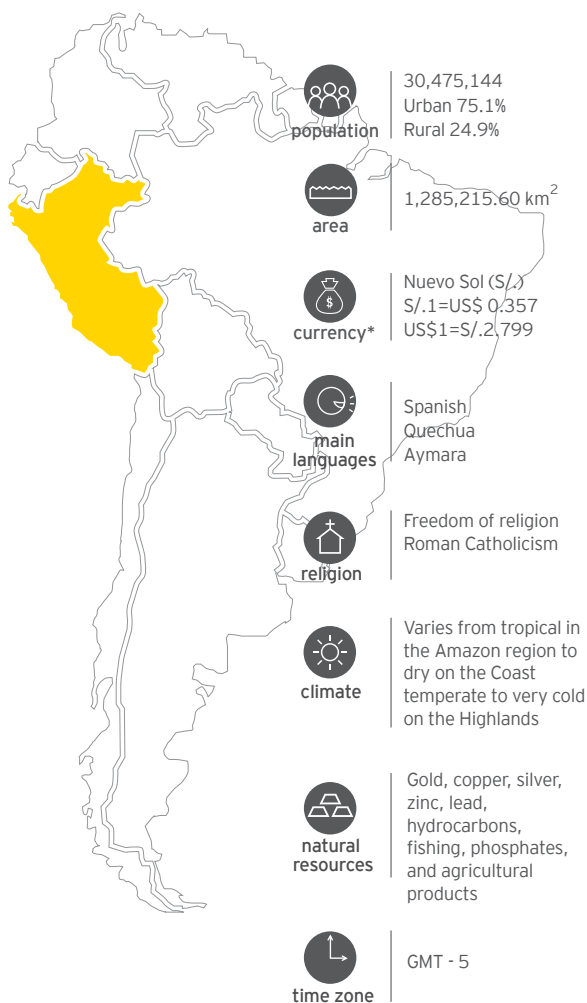 30,475,144
Urban 75.1%
Rural 24.9%
population
1,285,215.60 km²
area
$
Nuevo Sol (S/.)
S/.1=US$ 0.357
US$1=S/.2.799
currency*
Spanish
Quechua
Aymara
main
languages
Freedom of religion
Roman Catholicism
religion
Varies from tropical in
the Amazon region to
dry on the Coast
temperate to very cold
on the Highlands
climate
Gold, copper, silver,
zinc, lead,
hydrocarbons,
fishing, phosphates,
and agricultural
products
natural
resources
GMT - 5
time zone